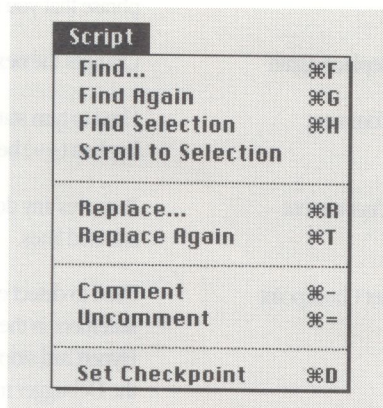 Script
Find... ⌘F
Find Again ⌘G
Find Selection ⌘H
Scroll to Selection
Replace... ⌘R
Replace Again ⌘T
Comment ⌘-
Uncomment ⌘=
Set Checkpoint ⌘D